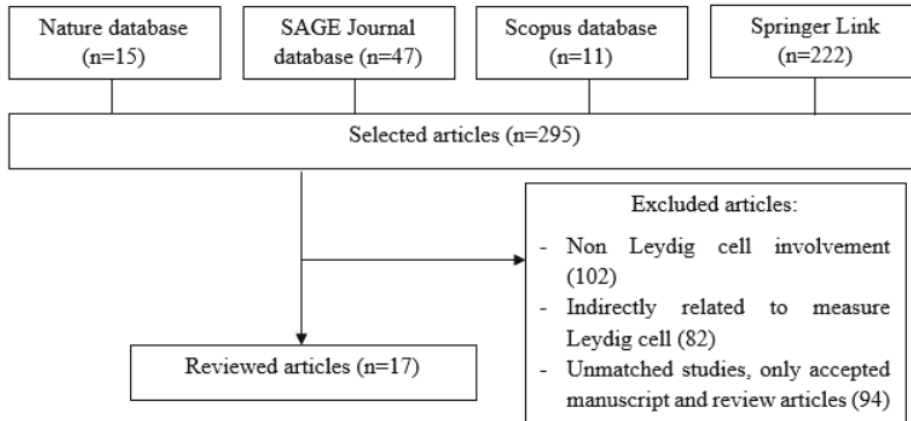 Nature database
(n=15)
SAGE Journal
database (n=47)
Scopus database
(n=11)
Springer Link
(n=222)
Selected articles (n=295)
Excluded articles:
- Non Leydig cell involvement
(102)
- Indirectly related to measure
Leydig cell (82)
- Unmatched studies, only accepted
manuscript and review articles (94)
Reviewed articles (n=17)